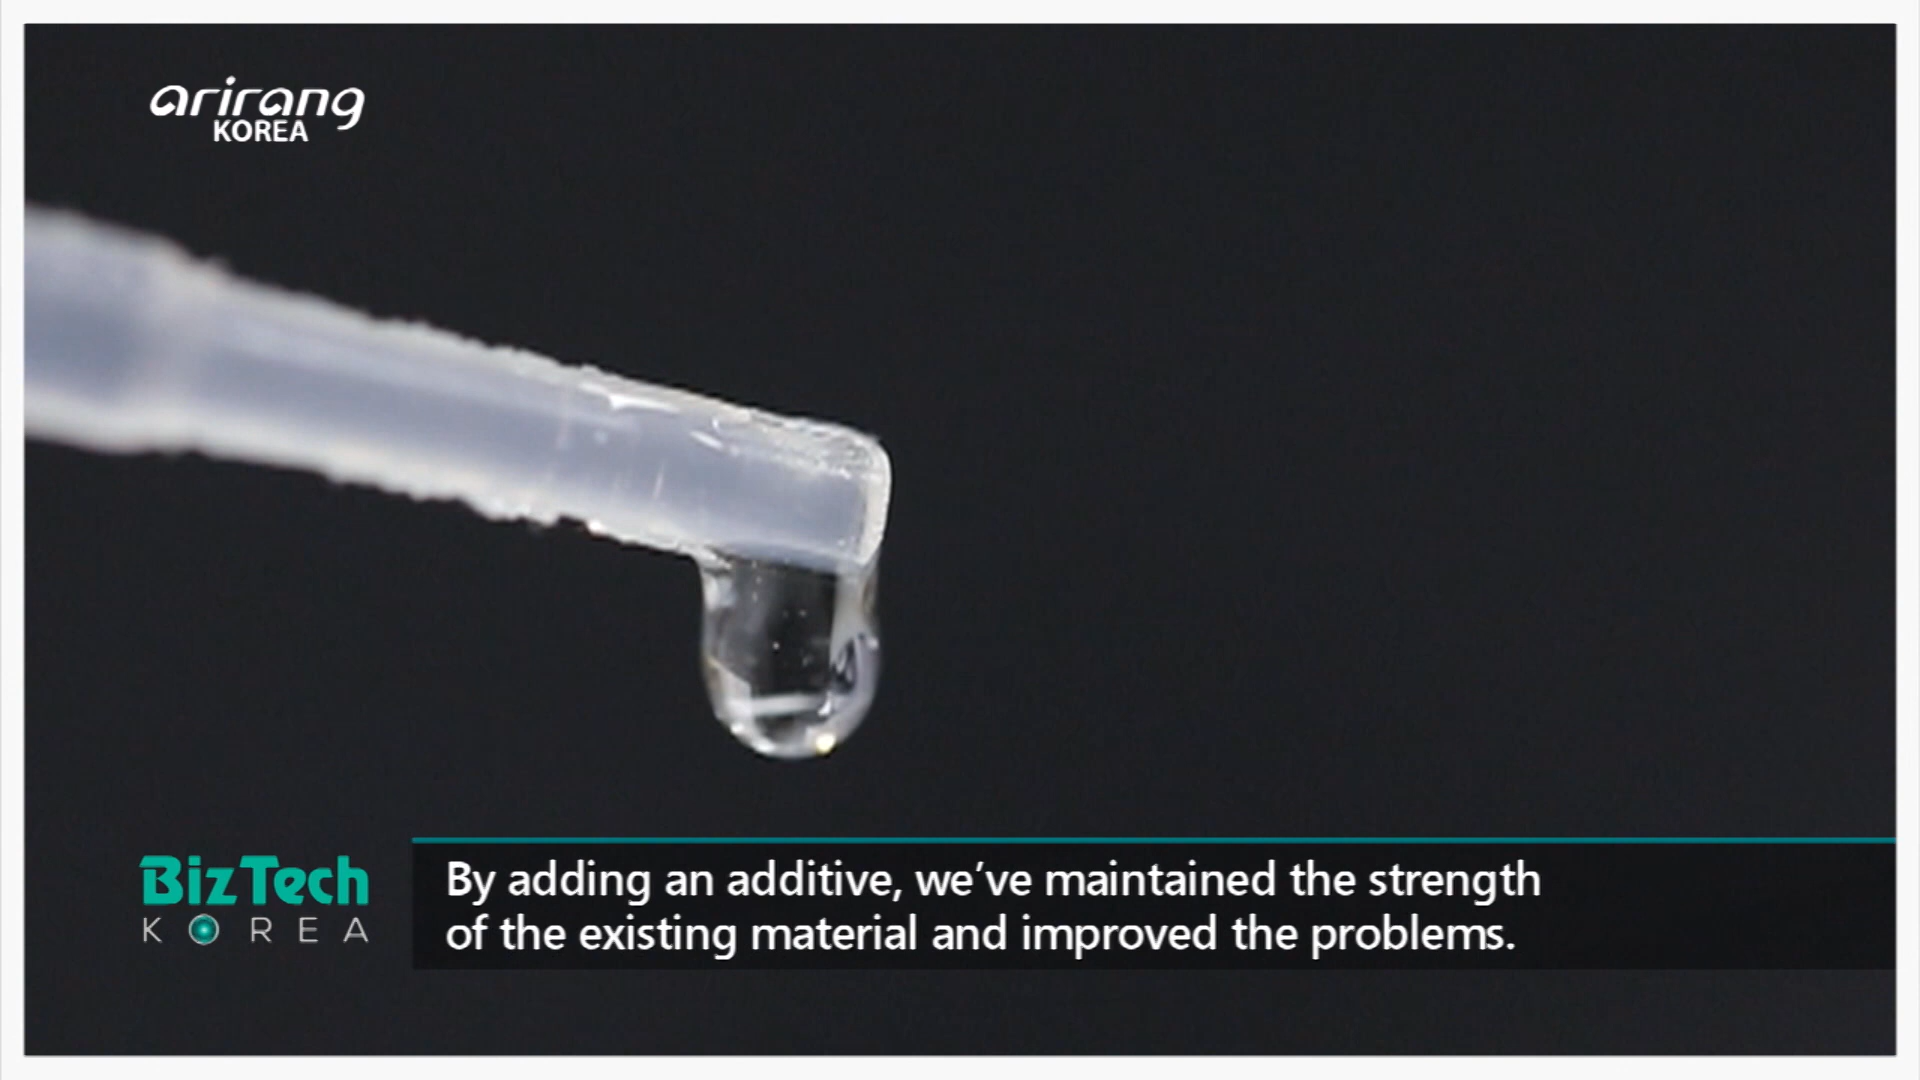 arirang
KOREA
BizTech
KOREA
By adding an additive, we've maintained the strength
of the existing material and improved the problems.